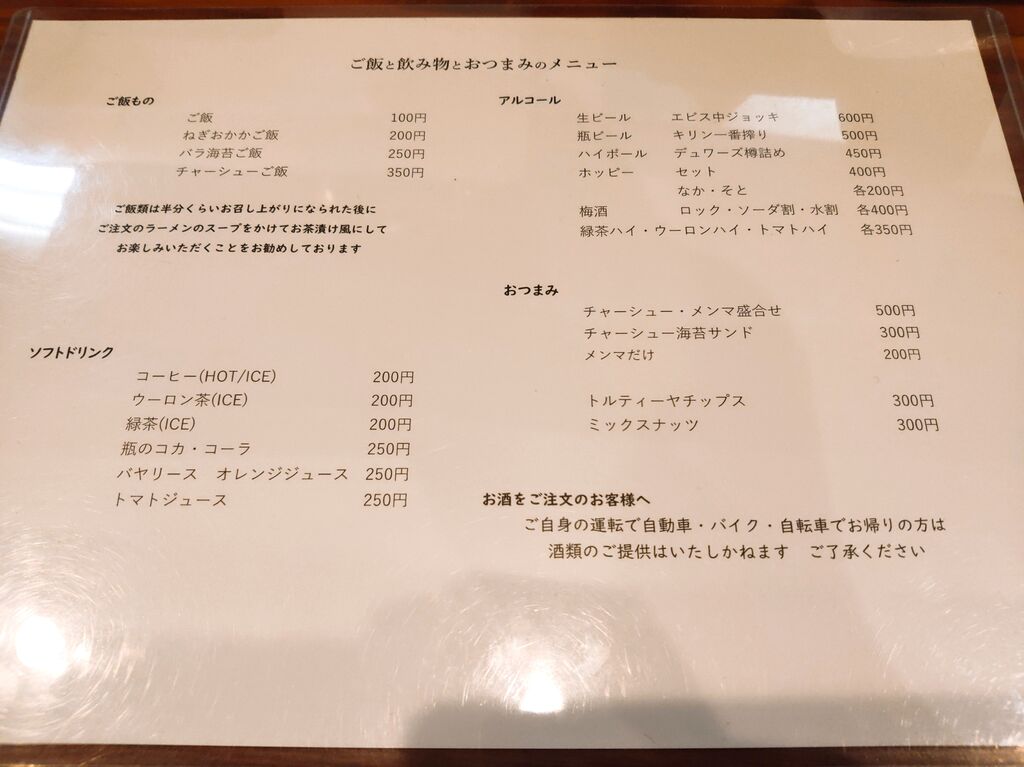 ご飯と飲み物とおつまみのメニュー
ご飯もの
ご飯 100円
ねぎおかかご飯 200円
バラ海苔ご飯 250円
チャーシューご飯 350円
ご飯類は半分くらいお召し上がりになられた後に
ご注文のラーメンのスープをかけてお茶漬け風にして
お楽しみいただくことをお勧めしております
ソフトドリンク
コーヒー(HOT/ICE) 200円
ウーロン茶(ICE) 200円
緑茶(ICE) 200円
瓶のコカ・コーラ 250円
バヤリース オレンジジュース 250円
トマトジュース 250円
アルコール
生ビール エビス中ジョッキ 600円
瓶ビール キリン一番搾り 500円
ハイボール デュワーズ樽詰め 450円
ホッピー セット 400円
なか・そと 各200円
梅酒 ロック・ソーダ割・水割 各400円
緑茶ハイ・ウーロンハイ・トマトハイ 各350円
おつまみ
チャーシュー・メンマ盛合せ 500円
チャーシュー海苔サンド 300円
メンマだけ 200円
トルティーヤチップス 300円
ミックスナッツ 300円
お酒をご注文のお客様へ
ご自身の運転で自動車・バイク・自転車でお帰りの方は
酒類のご提供はいたしかねます ご了承ください